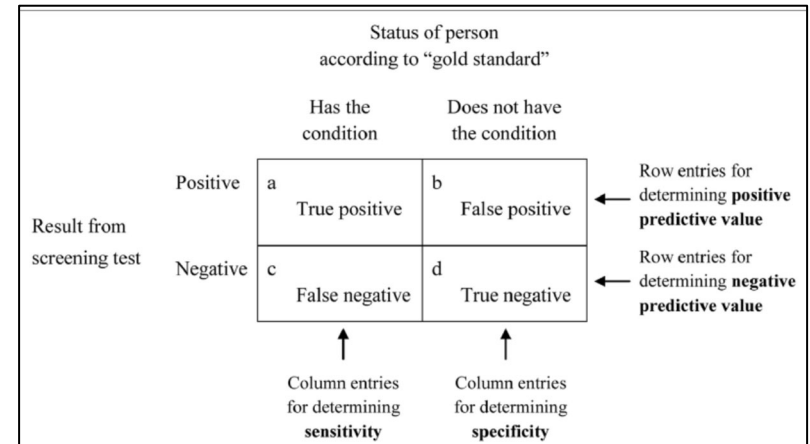 Status of person
according to “gold standard”
Has the
condition
Does not have
the condition
Result from
screening test
Positive
a
True positive
b
False positive
Row entries for
determining positive
predictive value
Negative
c
False negative
d
True negative
Row entries for
determining negative
predictive value
Column entries
for determining
sensitivity
Column entries
for determining
specificity